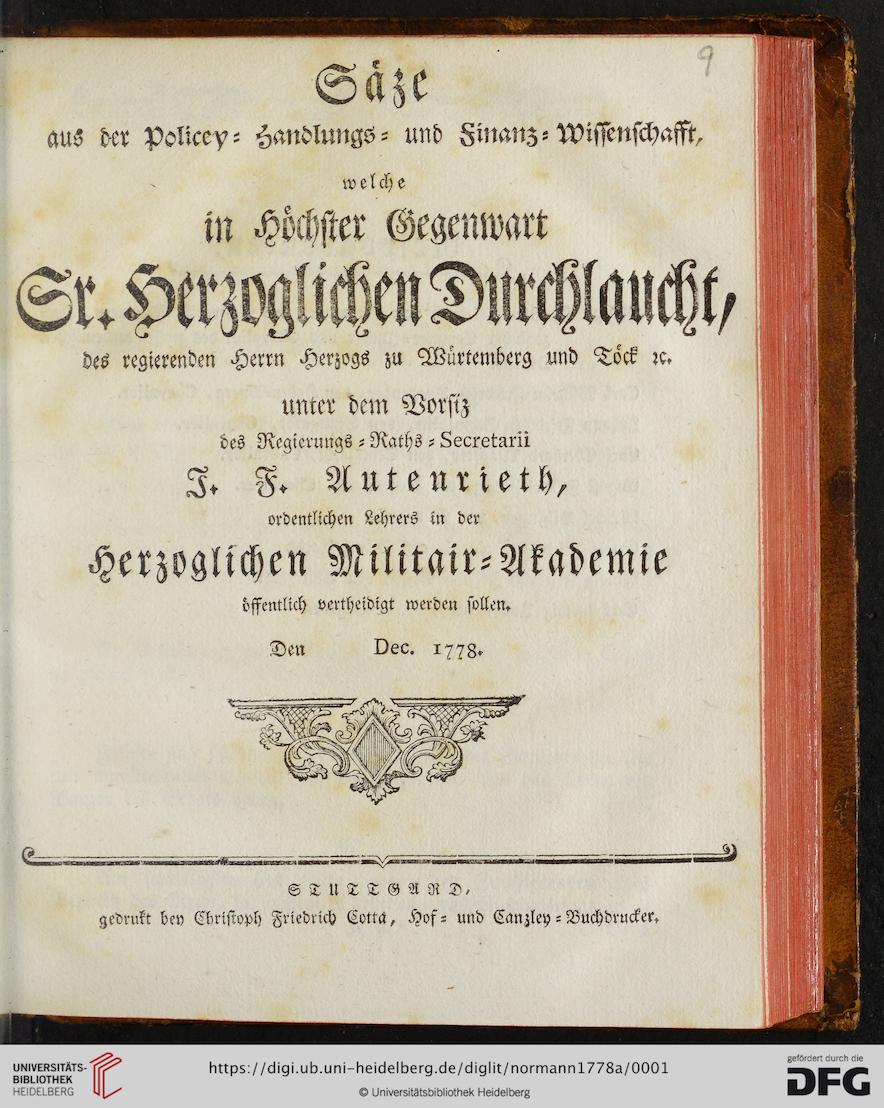 9
Säze
aus der Policey- Handlungs- und Finanz-Wissenschafft,
welche
in Höchster Gegenwart
Sr. Herzoglichen Durchlaucht,
des regierenden Herrn Herzogs zu Würtemberg und Töck ꝛc.
unter dem Vorsiz
des Regierungs-Raths-Secretarii
J. F. Autenrieth,
ordentlichen Lehrers in der
Herzoglichen Militair-Akademie
öffentlich vertheidigt werden sollen.
Den Dec. 1778.
STUTTGARD,
gedrukt bey Christoph Friedrich Cotta, Hof- und Canzley-Buchdrucker.
UNIVERSITÄTS-
BIBLIOTHEK
HEIDELBERG
https://digi.ub.uni-heidelberg.de/diglit/normann1778a/0001
© Universitätsbibliothek Heidelberg
gefördert durch die
DFG